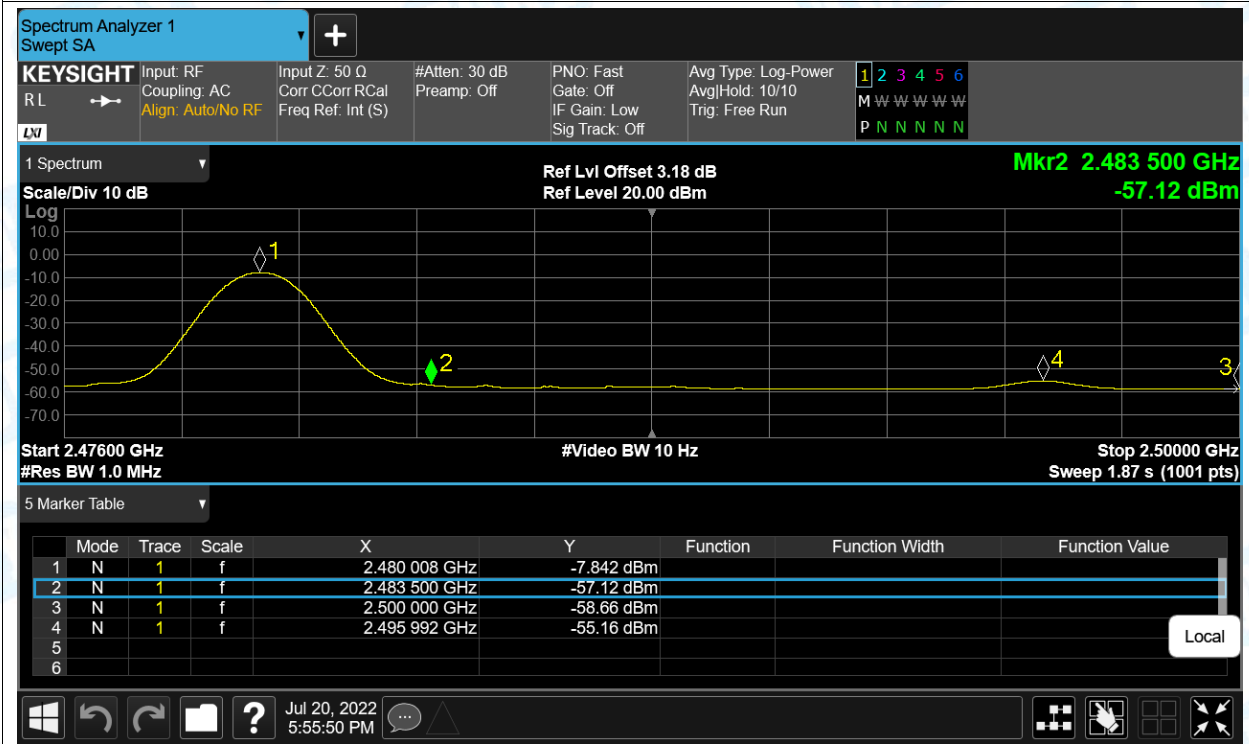 Spectrum Analyzer 1
Swept SA
+
KEYSIGHT Input: RF Input Z: 50 Ω #Atten: 30 dB PNO: Fast Avg Type: Log-Power 1 2 3 4 5 6
R L Coupling: AC Corr CCorr RCal Preamp: Off Gate: Off Avg|Hold: 10/10 M W W W W W
Align: Auto/No RF Freq Ref: Int (S) IF Gain: Low Trig: Free Run
LXI Sig Track: Off P N N N N N
1 Spectrum Ref Lvl Offset 3.18 dB Mkr2 2.483 500 GHz
Scale/Div 10 dB Ref Level 20.00 dBm -57.12 dBm
Log
10.0
0.00 1
-10.0
-20.0
-30.0
-40.0
-50.0 2 4 3
-60.0
-70.0
Start 2.47600 GHz #Video BW 10 Hz Stop 2.50000 GHz
#Res BW 1.0 MHz Sweep 1.87 s (1001 pts)
5 Marker Table
Mode Trace Scale X Y Function Function Width Function Value
1 N 1 f 2.480 008 GHz -7.842 dBm
2 N 1 f 2.483 500 GHz -57.12 dBm
3 N 1 f 2.500 000 GHz -58.66 dBm
4 N 1 f 2.495 992 GHz -55.16 dBm
5
6
Local
? Jul 20, 2022
5:55:50 PM